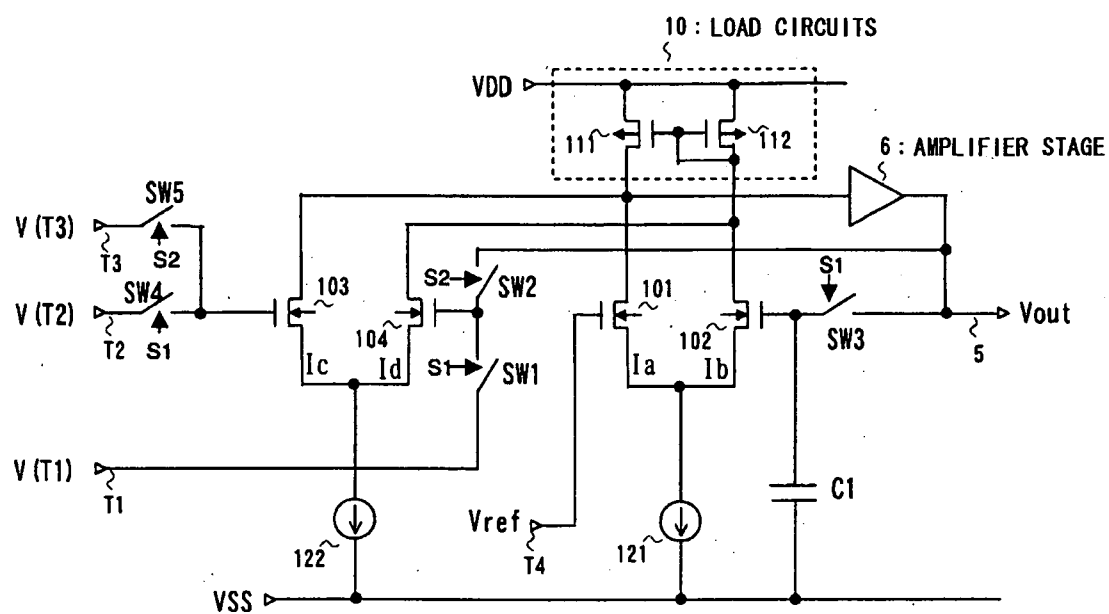 10 : LOAD CIRCUITS
VDD
111
112
6 : AMPLIFIER STAGE
SW5
V (T3)
T3
S2
SW4
V (T2)
T2
S1
103
104
S2
SW2
101
102
S1
SW3
Vout
5
Ic
Id
S1
SW1
Ia
Ib
V (T1)
T1
C1
Vref
T4
122
121
VSS